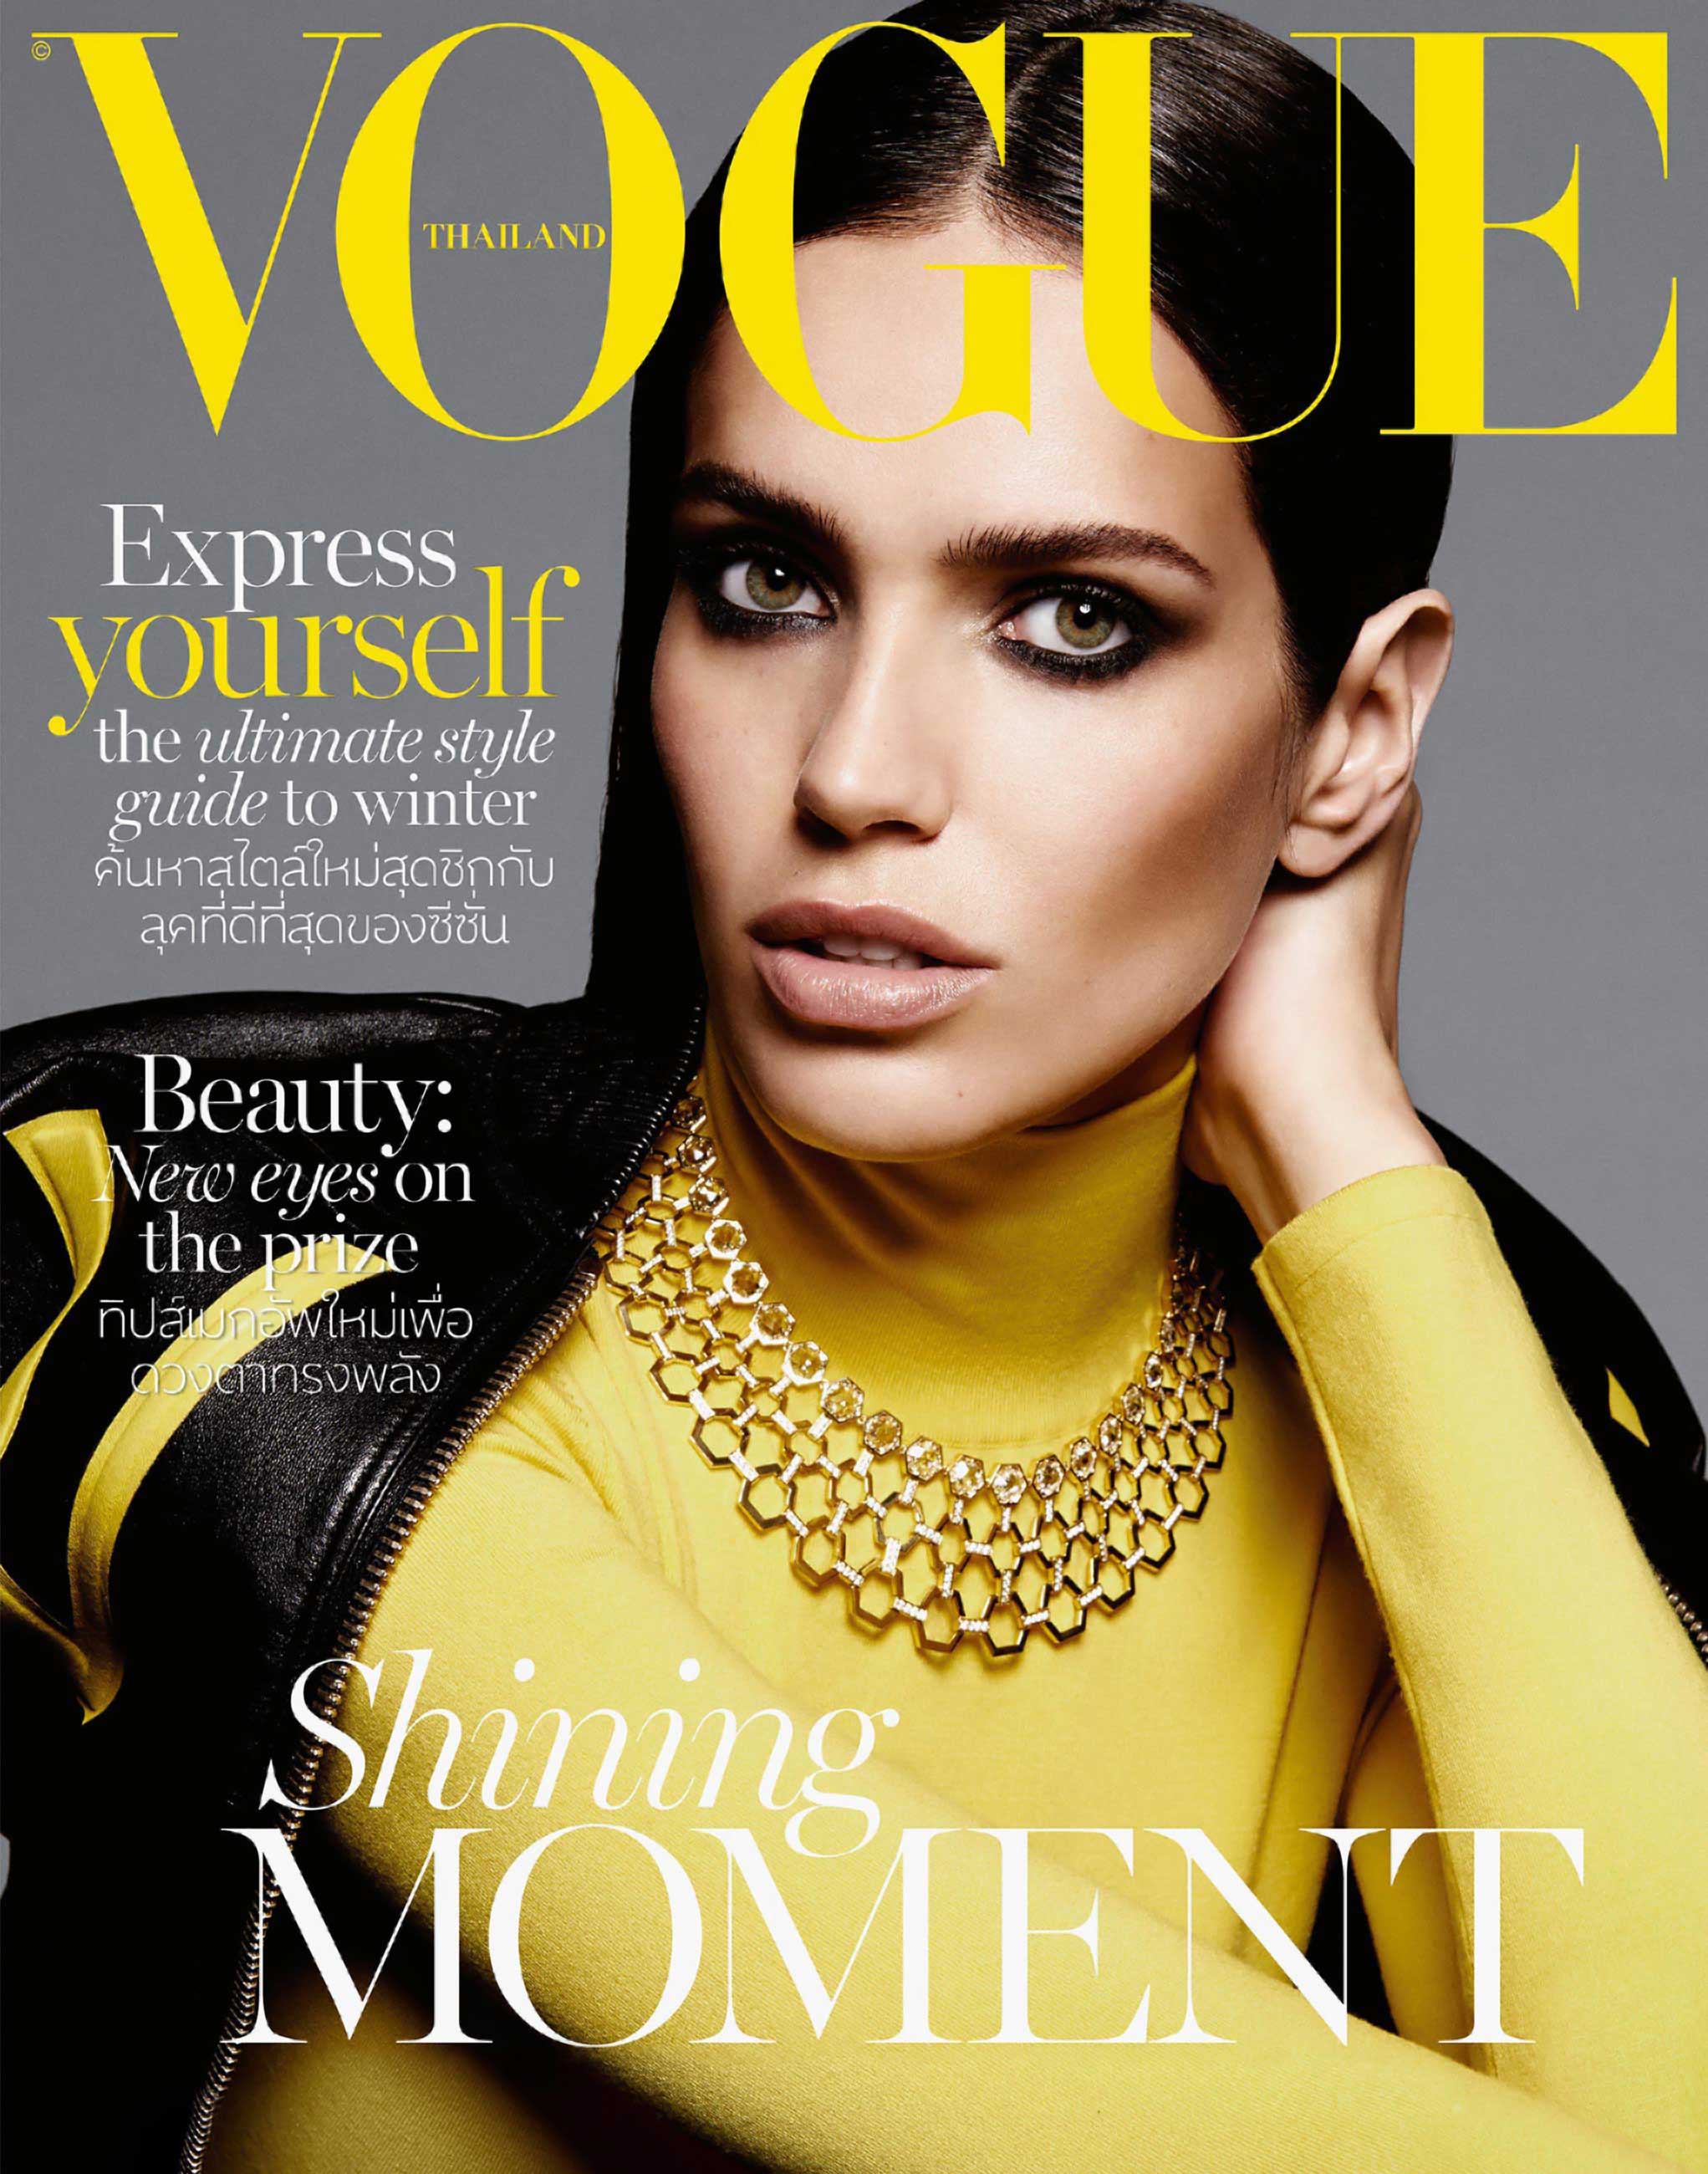 ©
VOGUE
THAILAND
Express
yourself
the ultimate style
guide to winter
ค้นหาสไตล์ใหม่สุดชิกกับ
ลุคที่ดีที่สุดของซีซั่น
Beauty:
New eyes on
the prize
ทิปส์เมกอัพใหม่เพื่อ
ดวงตาทรงพลัง
Shining
MOMENT